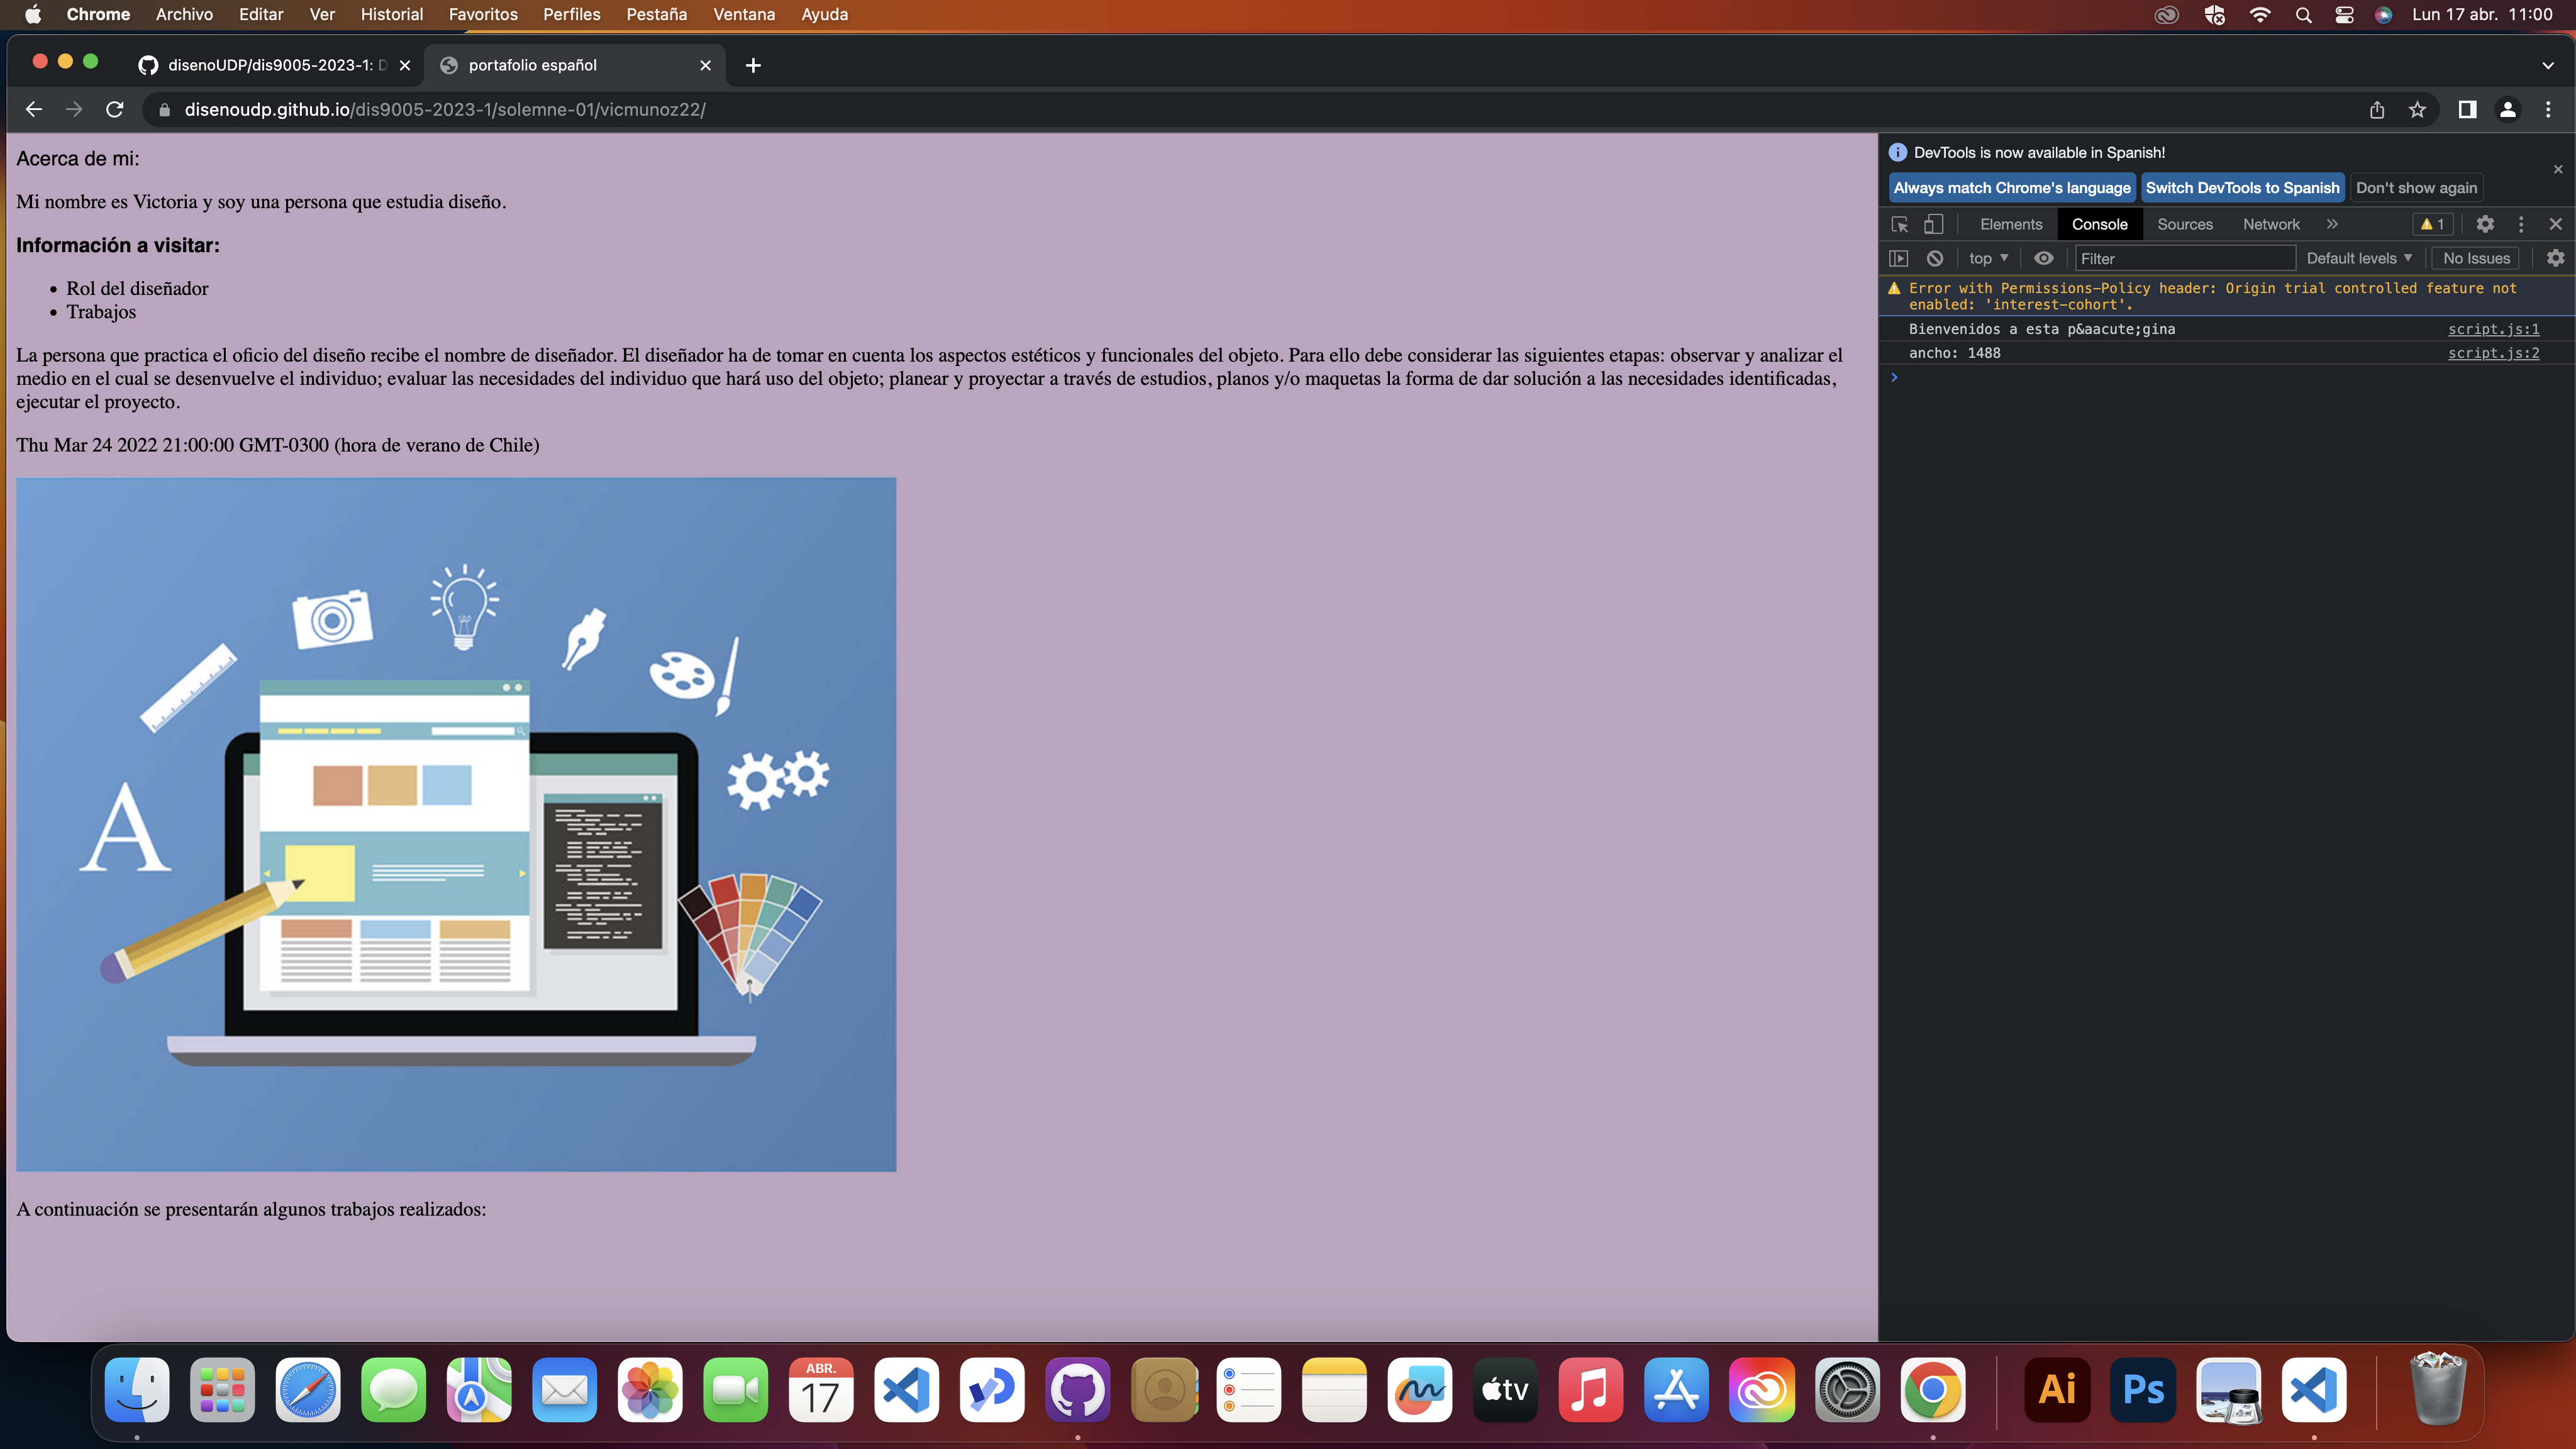 Chrome Archivo Editar Ver Historial Favoritos Perfiles Pestaña Ventana Ayuda Lun 17 abr. 11:00
disenoUDP/dis9005-2023-1: D portafolio español
disenoudp.github.io/dis9005-2023-1/solemne-01/vicmunoz22/
Acerca de mi:
Mi nombre es Victoria y soy una persona que estudia diseño.
Información a visitar:
Rol del diseñador
Trabajos
La persona que practica el oficio del diseño recibe el nombre de diseñador. El diseñador ha de tomar en cuenta los aspectos estéticos y funcionales del objeto. Para ello debe considerar las siguientes etapas: observar y analizar el
medio en el cual se desenvuelve el individuo; evaluar las necesidades del individuo que hará uso del objeto; planear y proyectar a través de estudios, planos y/o maquetas la forma de dar solución a las necesidades identificadas,
ejecutar el proyecto.
Thu Mar 24 2022 21:00:00 GMT-0300 (hora de verano de Chile)
A
A continuación se presentarán algunos trabajos realizados:
DevTools is now available in Spanish!
Always match Chrome's language Switch DevTools to Spanish Don't show again
Elements Console Sources Network 1
top Filter Default levels No Issues
Error with Permissions-Policy header: Origin trial controlled feature not
enabled: 'interest-cohort'.
Bienvenidos a esta p&aacute;gina script.js:1
ancho: 1488 script.js:2
ABR.
17
tv
Ai
Ps